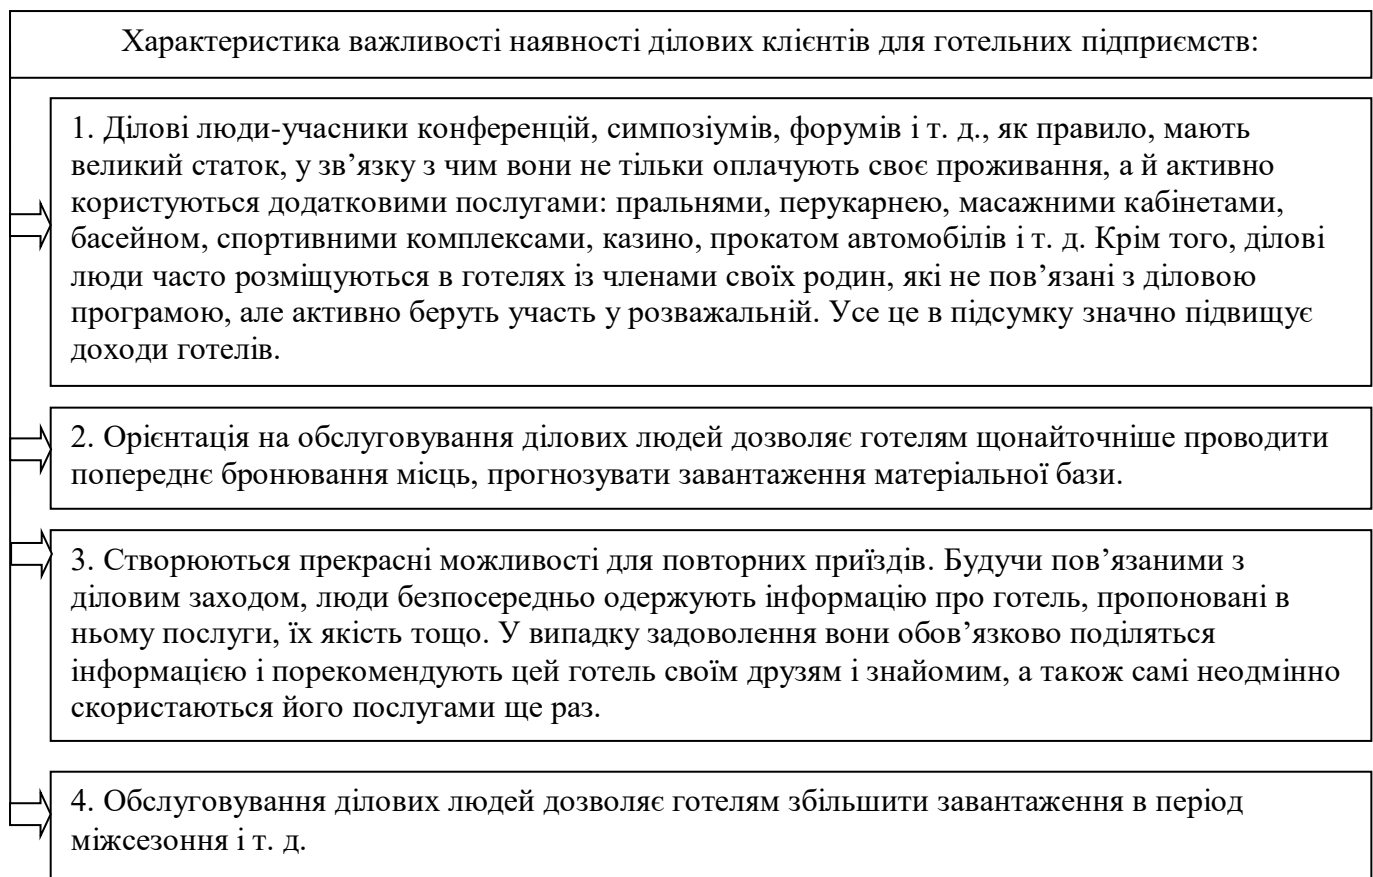 Характеристика важливості наявності ділових клієнтів для готельних підприємств:
1. Ділові люди-учасники конференцій, симпозіумів, форумів і т. д., як правило, мають
великий статок, у зв’язку з чим вони не тільки оплачують своє проживання, а й активно
користуються додатковими послугами: пральнями, перукарнею, масажними кабінетами,
басейном, спортивними комплексами, казино, прокатом автомобілів і т. д. Крім того, ділові
люди часто розміщуються в готелях із членами своїх родин, які не пов’язані з діловою
програмою, але активно беруть участь у розважальній. Усе це в підсумку значно підвищує
доходи готелів.
2. Орієнтація на обслуговування ділових людей дозволяє готелям щонайточніше проводити
попереднє бронювання місць, прогнозувати завантаження матеріальної бази.
3. Створюються прекрасні можливості для повторних приїздів. Будучи пов’язаними з
діловим заходом, люди безпосередньо одержують інформацію про готель, пропоновані в
ньому послуги, їх якість тощо. У випадку задоволення вони обов’язково поділяться
інформацією і порекомендують цей готель своїм друзям і знайомим, а також самі неодмінно
скористаються його послугами ще раз.
4. Обслуговування ділових людей дозволяє готелям збільшити завантаження в період
міжсезоння і т. д.